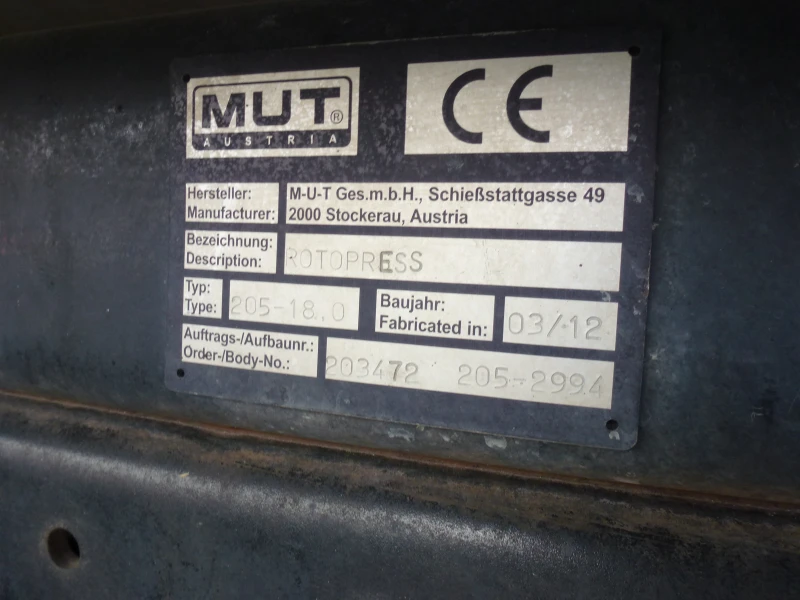 MUT®
AUSTRIA
CE
Hersteller:
Manufacturer:
M-U-T Ges.m.b.H., Schießstattgasse 49
2000 Stockerau, Austria
Bezeichnung:
Description:
ROTOPRESS
Typ:
Type:
205-18.0
Baujahr:
Fabricated in:
03/12
Auftrags-/Aufbaunr.:
Order-/Body-No.:
203472 205-2994